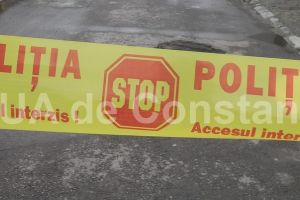 LIȚIA STOP POLIȚ
l interzis! Accesul inter
UA de Constan